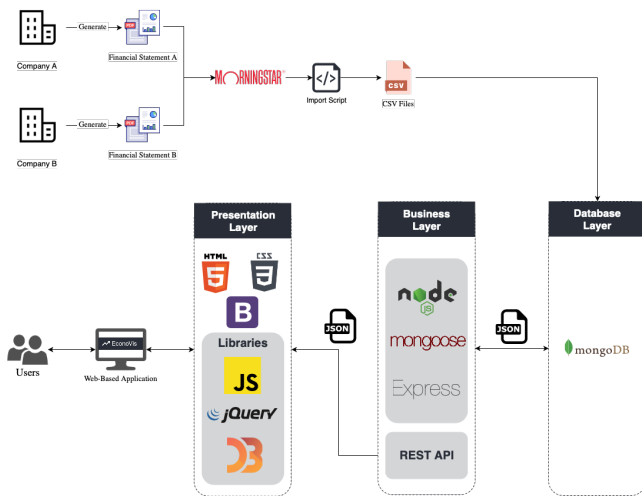 Generate
PDF
Company A
Financial Statement A
MORNINGSTAR
</>
Import Script
CSV
CSV Files
Generate
PDF
Company B
Financial Statement B
Presentation
Layer
Business
Layer
Database
Layer
HTML
5
CSS
3
B
JSON
node
JS
JSON
EconoVis
Libraries
mongoose
mongoDB
Users
Web-Based Application
JS
Express
jQuery
D3
REST API